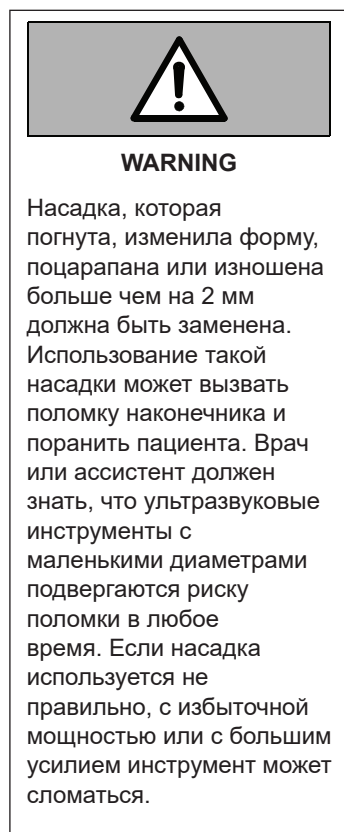 WARNING
Насадка, которая
погнута, изменила форму,
поцарапана или изношена
больше чем на 2 мм
должна быть заменена.
Использование такой
насадки может вызвать
поломку наконечника и
поранить пациента. Врач
или ассистент должен
знать, что ультразвуковые
инструменты с
маленькими диаметрами
подвергаются риску
поломки в любое
время. Если насадка
используется не
правильно, с избыточной
мощностью или с большим
усилием инструмент может
сломаться.